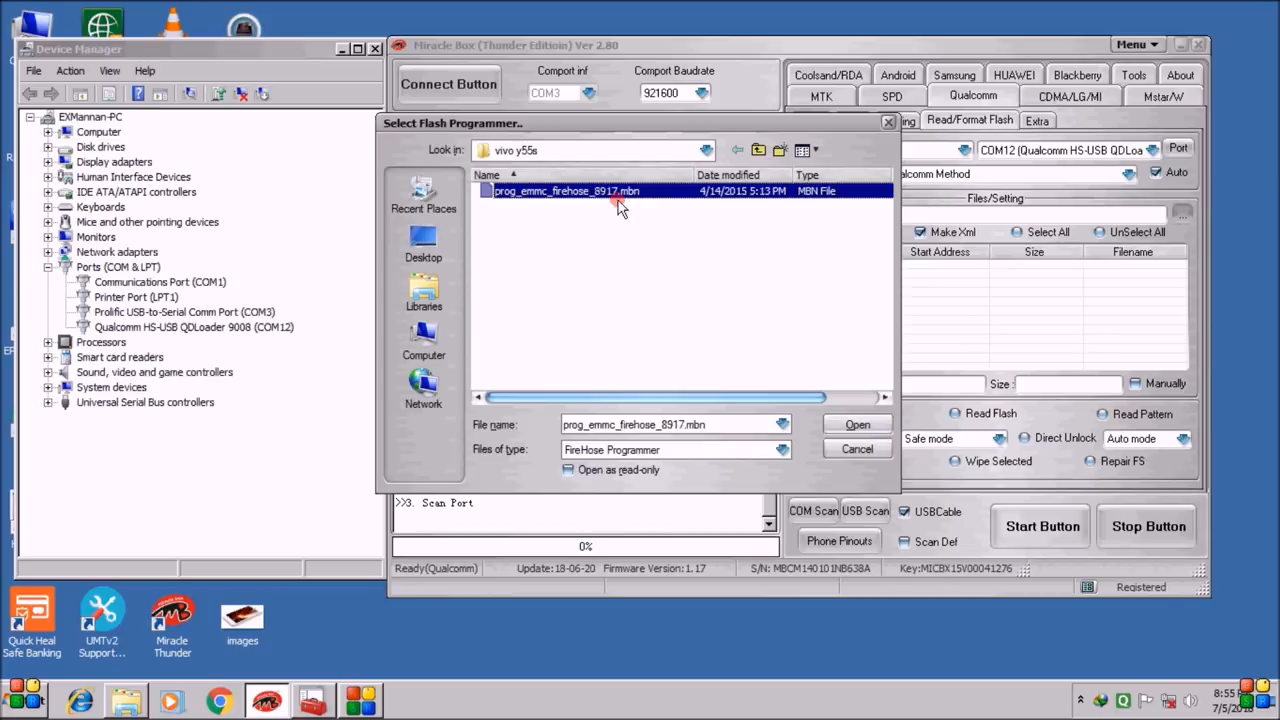 Device Manager
File Action View Help
EXMannan-PC
Computer
Disk drives
Display adapters
Human Interface Devices
IDE ATA/ATAPI controllers
Keyboards
Mice and other pointing devices
Monitors
Network adapters
Ports (COM & LPT)
Communications Port (COM1)
Printer Port (LPT1)
Prolific USB-to-Serial Comm Port (COM3)
Qualcomm HS-USB QDLoader 9008 (COM12)
Processors
Smart card readers
Sound, video and game controllers
System devices
Universal Serial Bus controllers
Miracle Box (Thunder Editioin) Ver 2.80
Menu
Connect Button
Comport inf
Comport Baudrate
COM3
921600
Coolsand/RDA Android Samsung HUAWEI Blackberry Tools About
MTK SPD Qualcomm CDMA/LG/MI Mstar/W
Read/Format Flash Extra
COM12 (Qualcomm HS-USB QDLoa
Port
Auto
Files/Setting
...
Make Xml Select All UnSelect All
Start Address Size Filename
Size :
Manually
Read Flash Read Pattern
Safe mode Direct Unlock Auto mode
Wipe Selected Repair FS
Select Flash Programmer..
Look in: vivo y55s
Name Date modified Type
prog_emmc_firehose_8917.mbn 4/14/2015 5:13 PM MBN File
Recent Places
Desktop
Libraries
Computer
Network
File name: prog_emmc_firehose_8917.mbn Open
Files of type: FireHose Programmer Cancel
Open as read-only
>>3. Scan Port
0%
COM Scan USB Scan USBCable
Phone Pinouts Scan Def
Start Button Stop Button
Ready(Qualcomm) Update:18-06-20 Firmware Version:1.17 S/N: MBCM140101NB638A Key:MICBX15V00041276
Registered
Quick Heal
Safe Banking
UMTv2
Support...
Miracle
Thunder
images
8:55